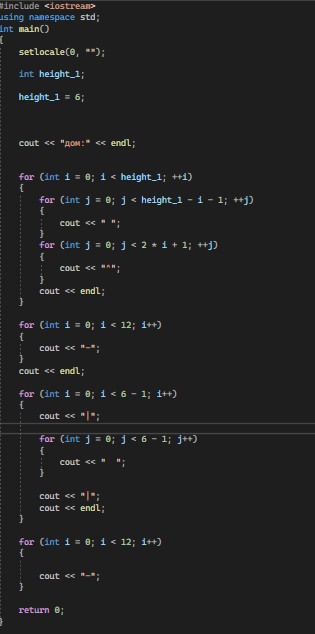 #include <iostream>
using namespace std;
int main()
{
setlocale(0, "");
int height_1;
height_1 = 6;
cout << "дом:" << endl;
for (int i = 0; i < height_1; ++i)
{
for (int j = 0; j < height_1 - i - 1; ++j)
{
cout << " ";
}
for (int j = 0; j < 2 * i + 1; ++j)
{
cout << "^";
}
cout << endl;
}
for (int i = 0; i < 12; i++)
{
cout << "-";
}
cout << endl;
for (int i = 0; i < 6 - 1; i++)
{
cout << "|";
for (int j = 0; j < 6 - 1; j++)
{
cout << "  ";
}
cout << "|";
cout << endl;
}
for (int i = 0; i < 12; i++)
{
cout << "-";
}
return 0;
}